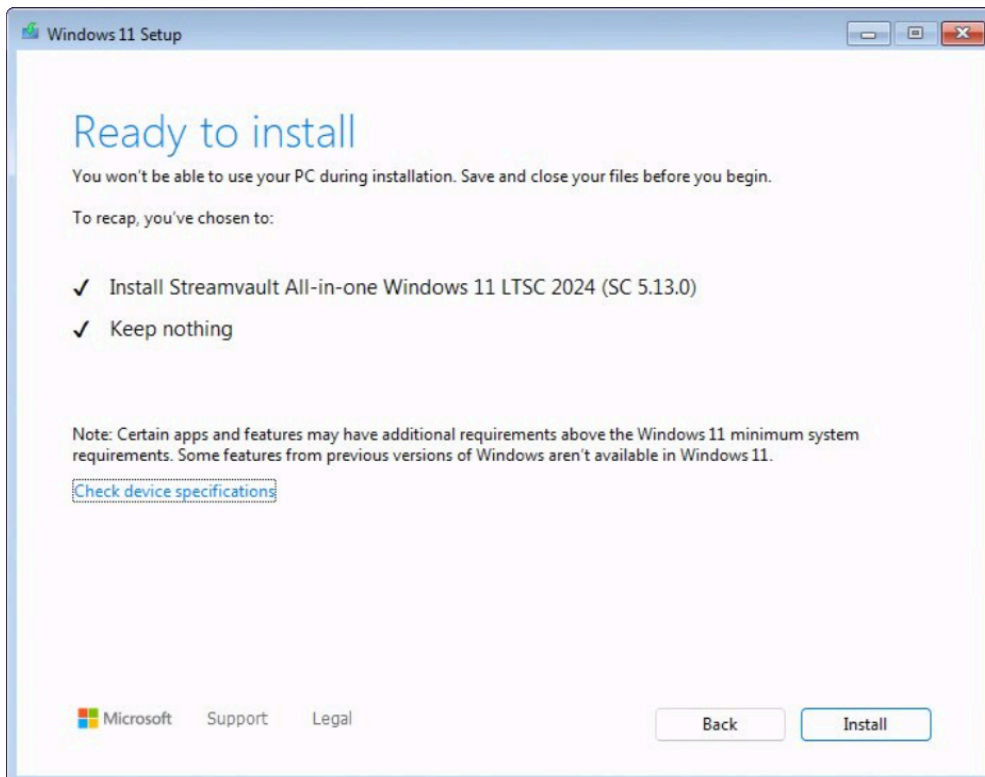 Windows 11 Setup
Ready to install
You won't be able to use your PC during installation. Save and close your files before you begin.
To recap, you've chosen to:
✓ Install Streamvault All-in-one Windows 11 LTSC 2024 (SC 5.13.0)
✓ Keep nothing
Note: Certain apps and features may have additional requirements above the Windows 11 minimum system
requirements. Some features from previous versions of Windows aren't available in Windows 11.
Check device specifications
Microsoft Support Legal Back Install